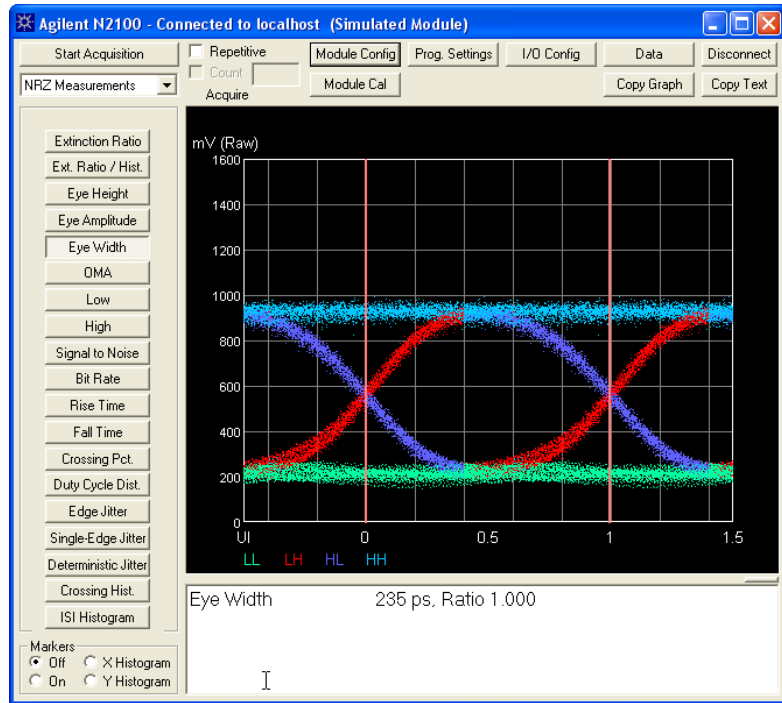 Agilent N2100 - Connected to localhost (Simulated Module)
Start Acquisition
Repetitive
Module Config
Prog. Settings
I/O Config
Data
Disconnect
NRZ Measurements
Count
Acquire
Module Cal
Copy Graph
Copy Text
Extinction Ratio
Ext. Ratio / Hist.
Eye Height
Eye Amplitude
Eye Width
OMA
Low
High
Signal to Noise
Bit Rate
Rise Time
Fall Time
Crossing Pct.
Duty Cycle Dist.
Edge Jitter
Single-Edge Jitter
Deterministic Jitter
Crossing Hist.
ISI Histogram
mV (Raw)
1600
1400
1200
1000
800
600
400
200
0
UI 0 0.5 1 1.5
LL LH HL HH
Eye Width 235 ps, Ratio 1.000
Markers
Off X Histogram
On Y Histogram